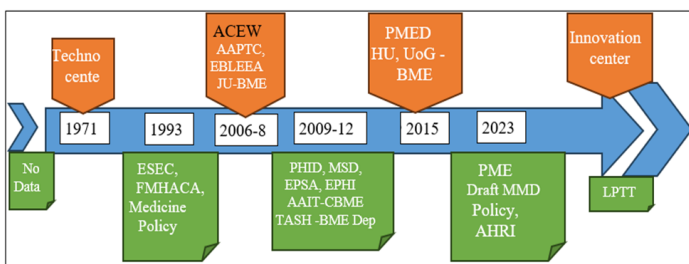 Techno
cente
ACEW
AAPTC,
EBLEEA
JU-BME
PMED
HU, UoG -
BME
Innovation
center
1971
1993
2006-8
2009-12
2015
2023
No
Data
ESEC,
FMHACA,
Medicine
Policy
PHID, MSD,
EPSA, EPHI
AAIT-CBME
TASH -BME Dep
PME
Draft MMD
Policy,
AHRI
LPTT